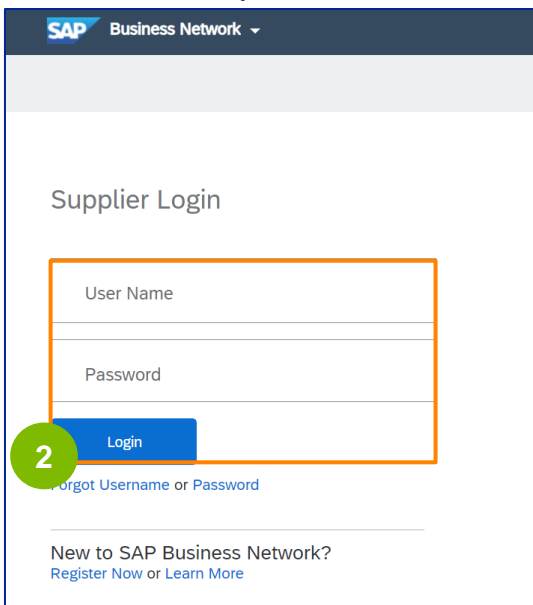 SAP Business Network
Supplier Login
User Name
Password
Login
2
Forgot Username or Password
New to SAP Business Network?
Register Now or Learn More